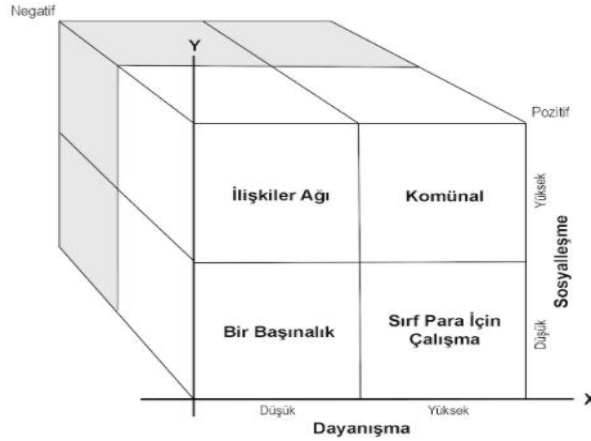 Negatif
Y
Pozitif
İlişkiler Ağı
Komünal
Yüksek
Sosyalleşme
Bir Başınalık
Sırf Para İçin
Çalışma
Düşük
X
Düşük
Yüksek
Dayanışma